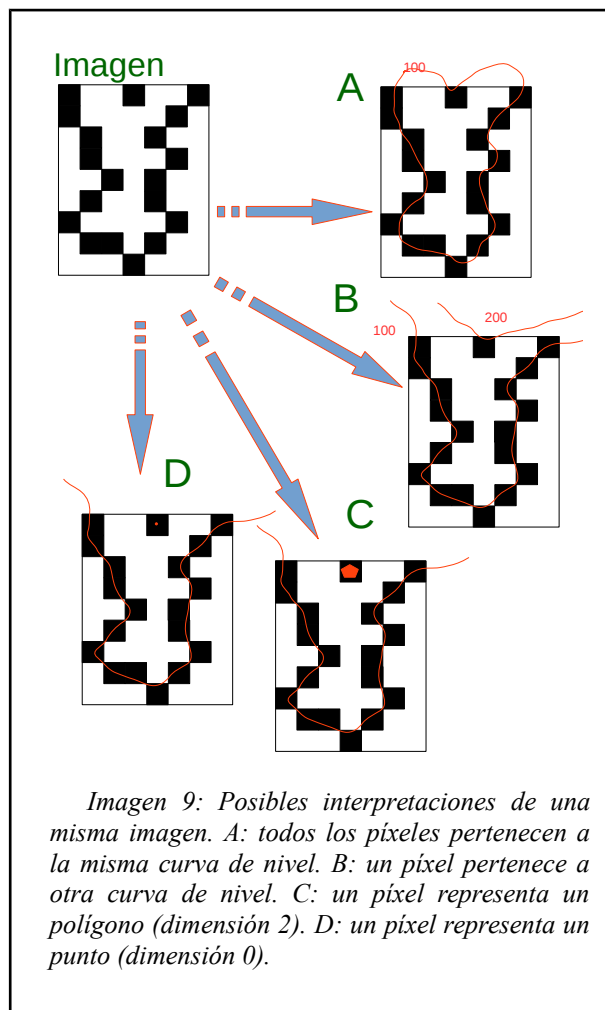 Imagen
A
100
B
100
200
D
C
Imagen 9: Posibles interpretaciones de una
misma imagen. A: todos los píxeles pertenecen a
la misma curva de nivel. B: un píxel pertenece a
otra curva de nivel. C: un píxel representa un
polígono (dimensión 2). D: un píxel representa un
punto (dimensión 0).